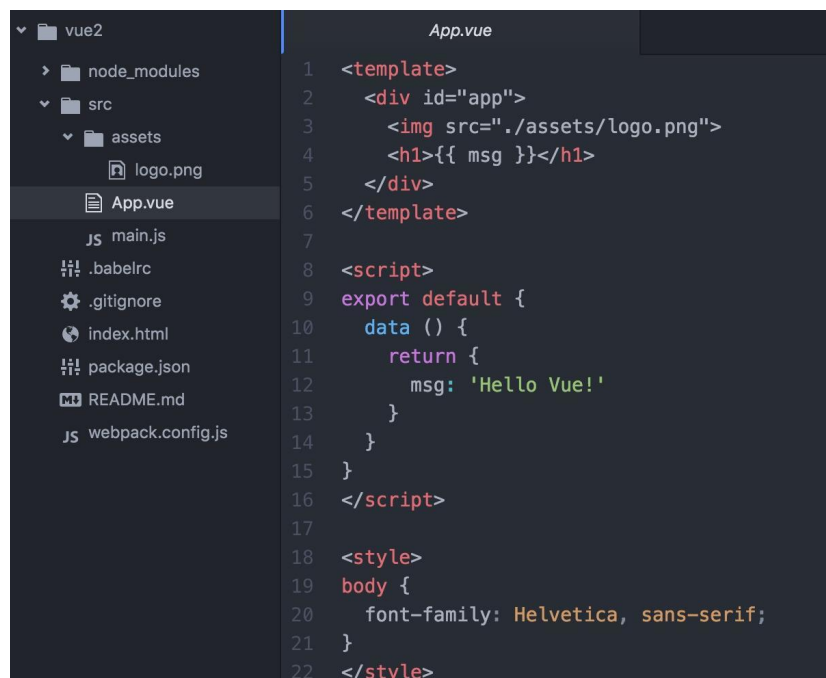 vue2
node_modules
src
assets
logo.png
App.vue
JS main.js
.babelrc
.gitignore
index.html
package.json
README.md
JS webpack.config.js
App.vue
1 <template>
2   <div id="app">
3     <img src="./assets/logo.png">
4     <h1>{{ msg }}</h1>
5   </div>
6 </template>
7
8 <script>
9 export default {
10   data () {
11     return {
12       msg: 'Hello Vue!'
13     }
14   }
15 }
16 </script>
17
18 <style>
19 body {
20   font-family: Helvetica, sans-serif;
21 }
22 </style>